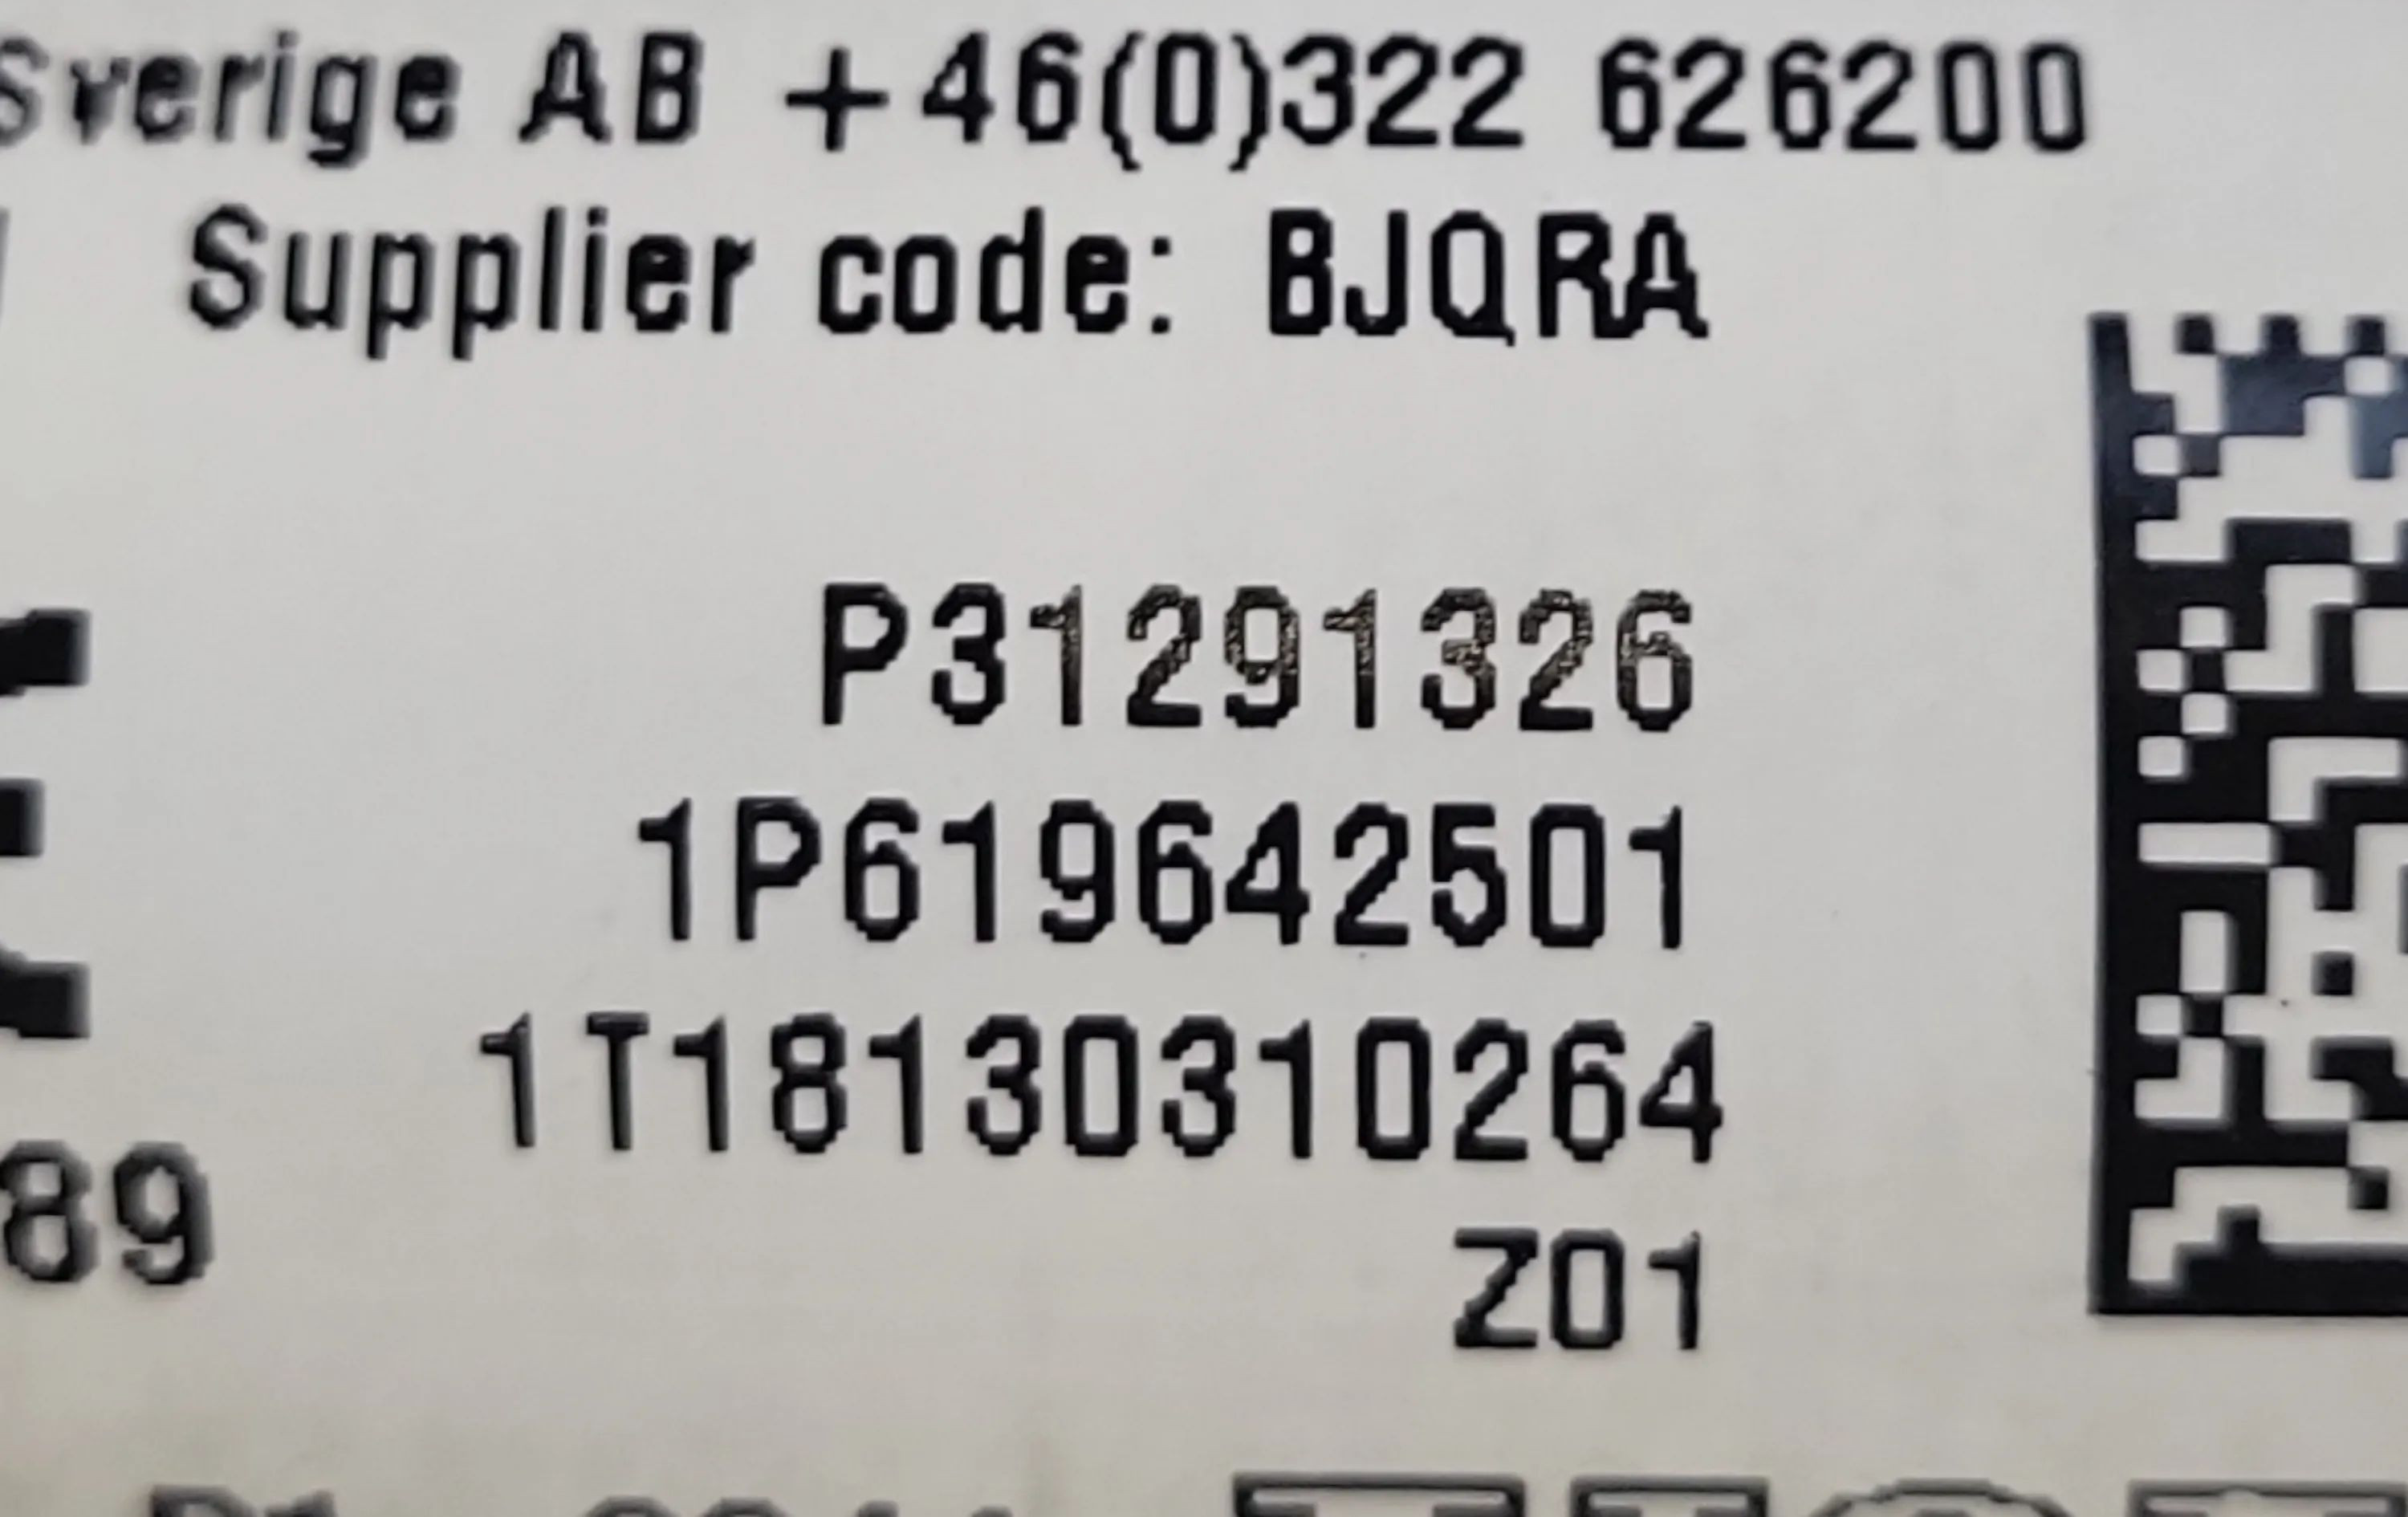 Sverige AB +46(0)322 626200
Supplier code: BJQRA
P31291326
1P619642501
1T18130310264
89
Z01